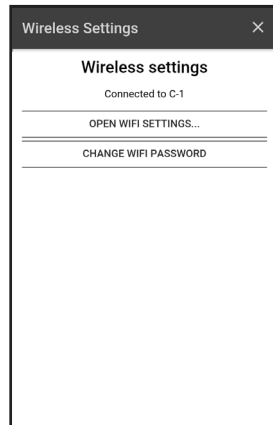 Wireless Settings
Wireless settings
Connected to C-1
OPEN WIFI SETTINGS...
CHANGE WIFI PASSWORD